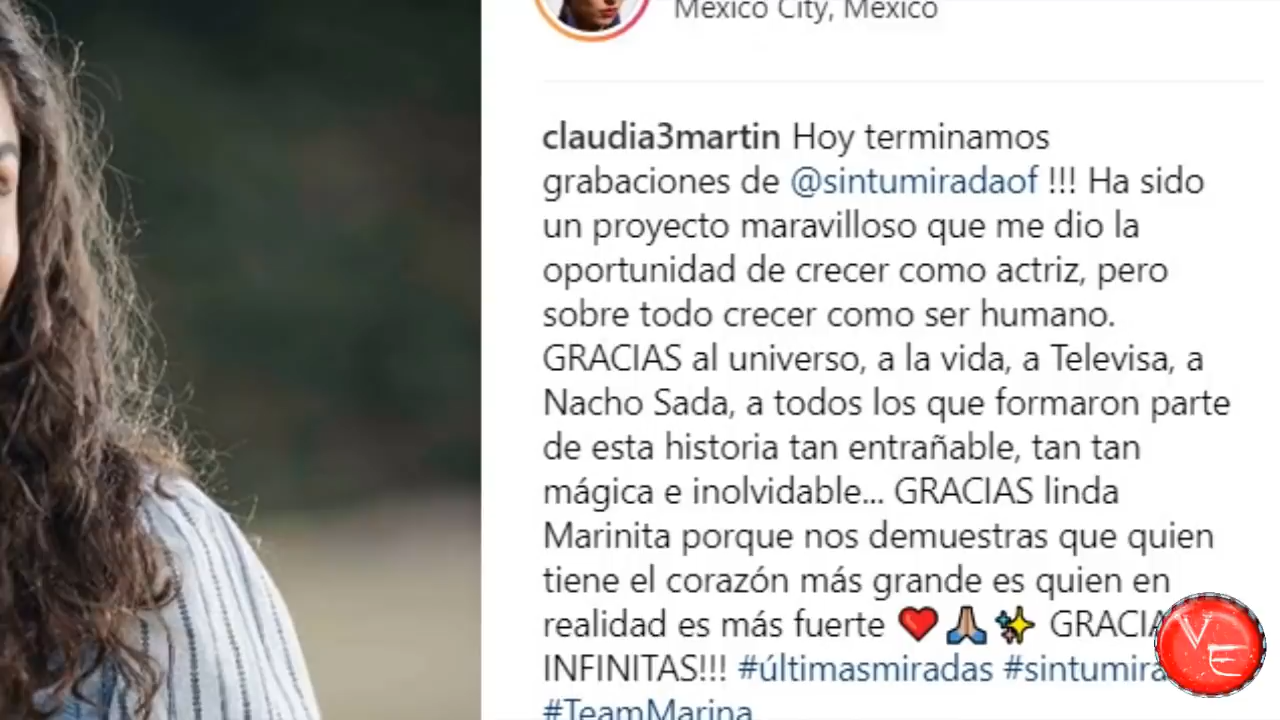 Mexico City, Mexico
claudia3martin Hoy terminamos
grabaciones de @sintumiradaof !!! Ha sido
un proyecto maravilloso que me dio la
oportunidad de crecer como actriz, pero
sobre todo crecer como ser humano.
GRACIAS al universo, a la vida, a Televisa, a
Nacho Sada, a todos los que formaron parte
de esta historia tan entrañable, tan tan
mágica e inolvidable... GRACIAS linda
Marinita porque nos demuestras que quien
tiene el corazón más grande es quien en
realidad es más fuerte ❤️🙏🏼✨
INFINITAS!!! #últimasmiradas
#TeamMarina
VE